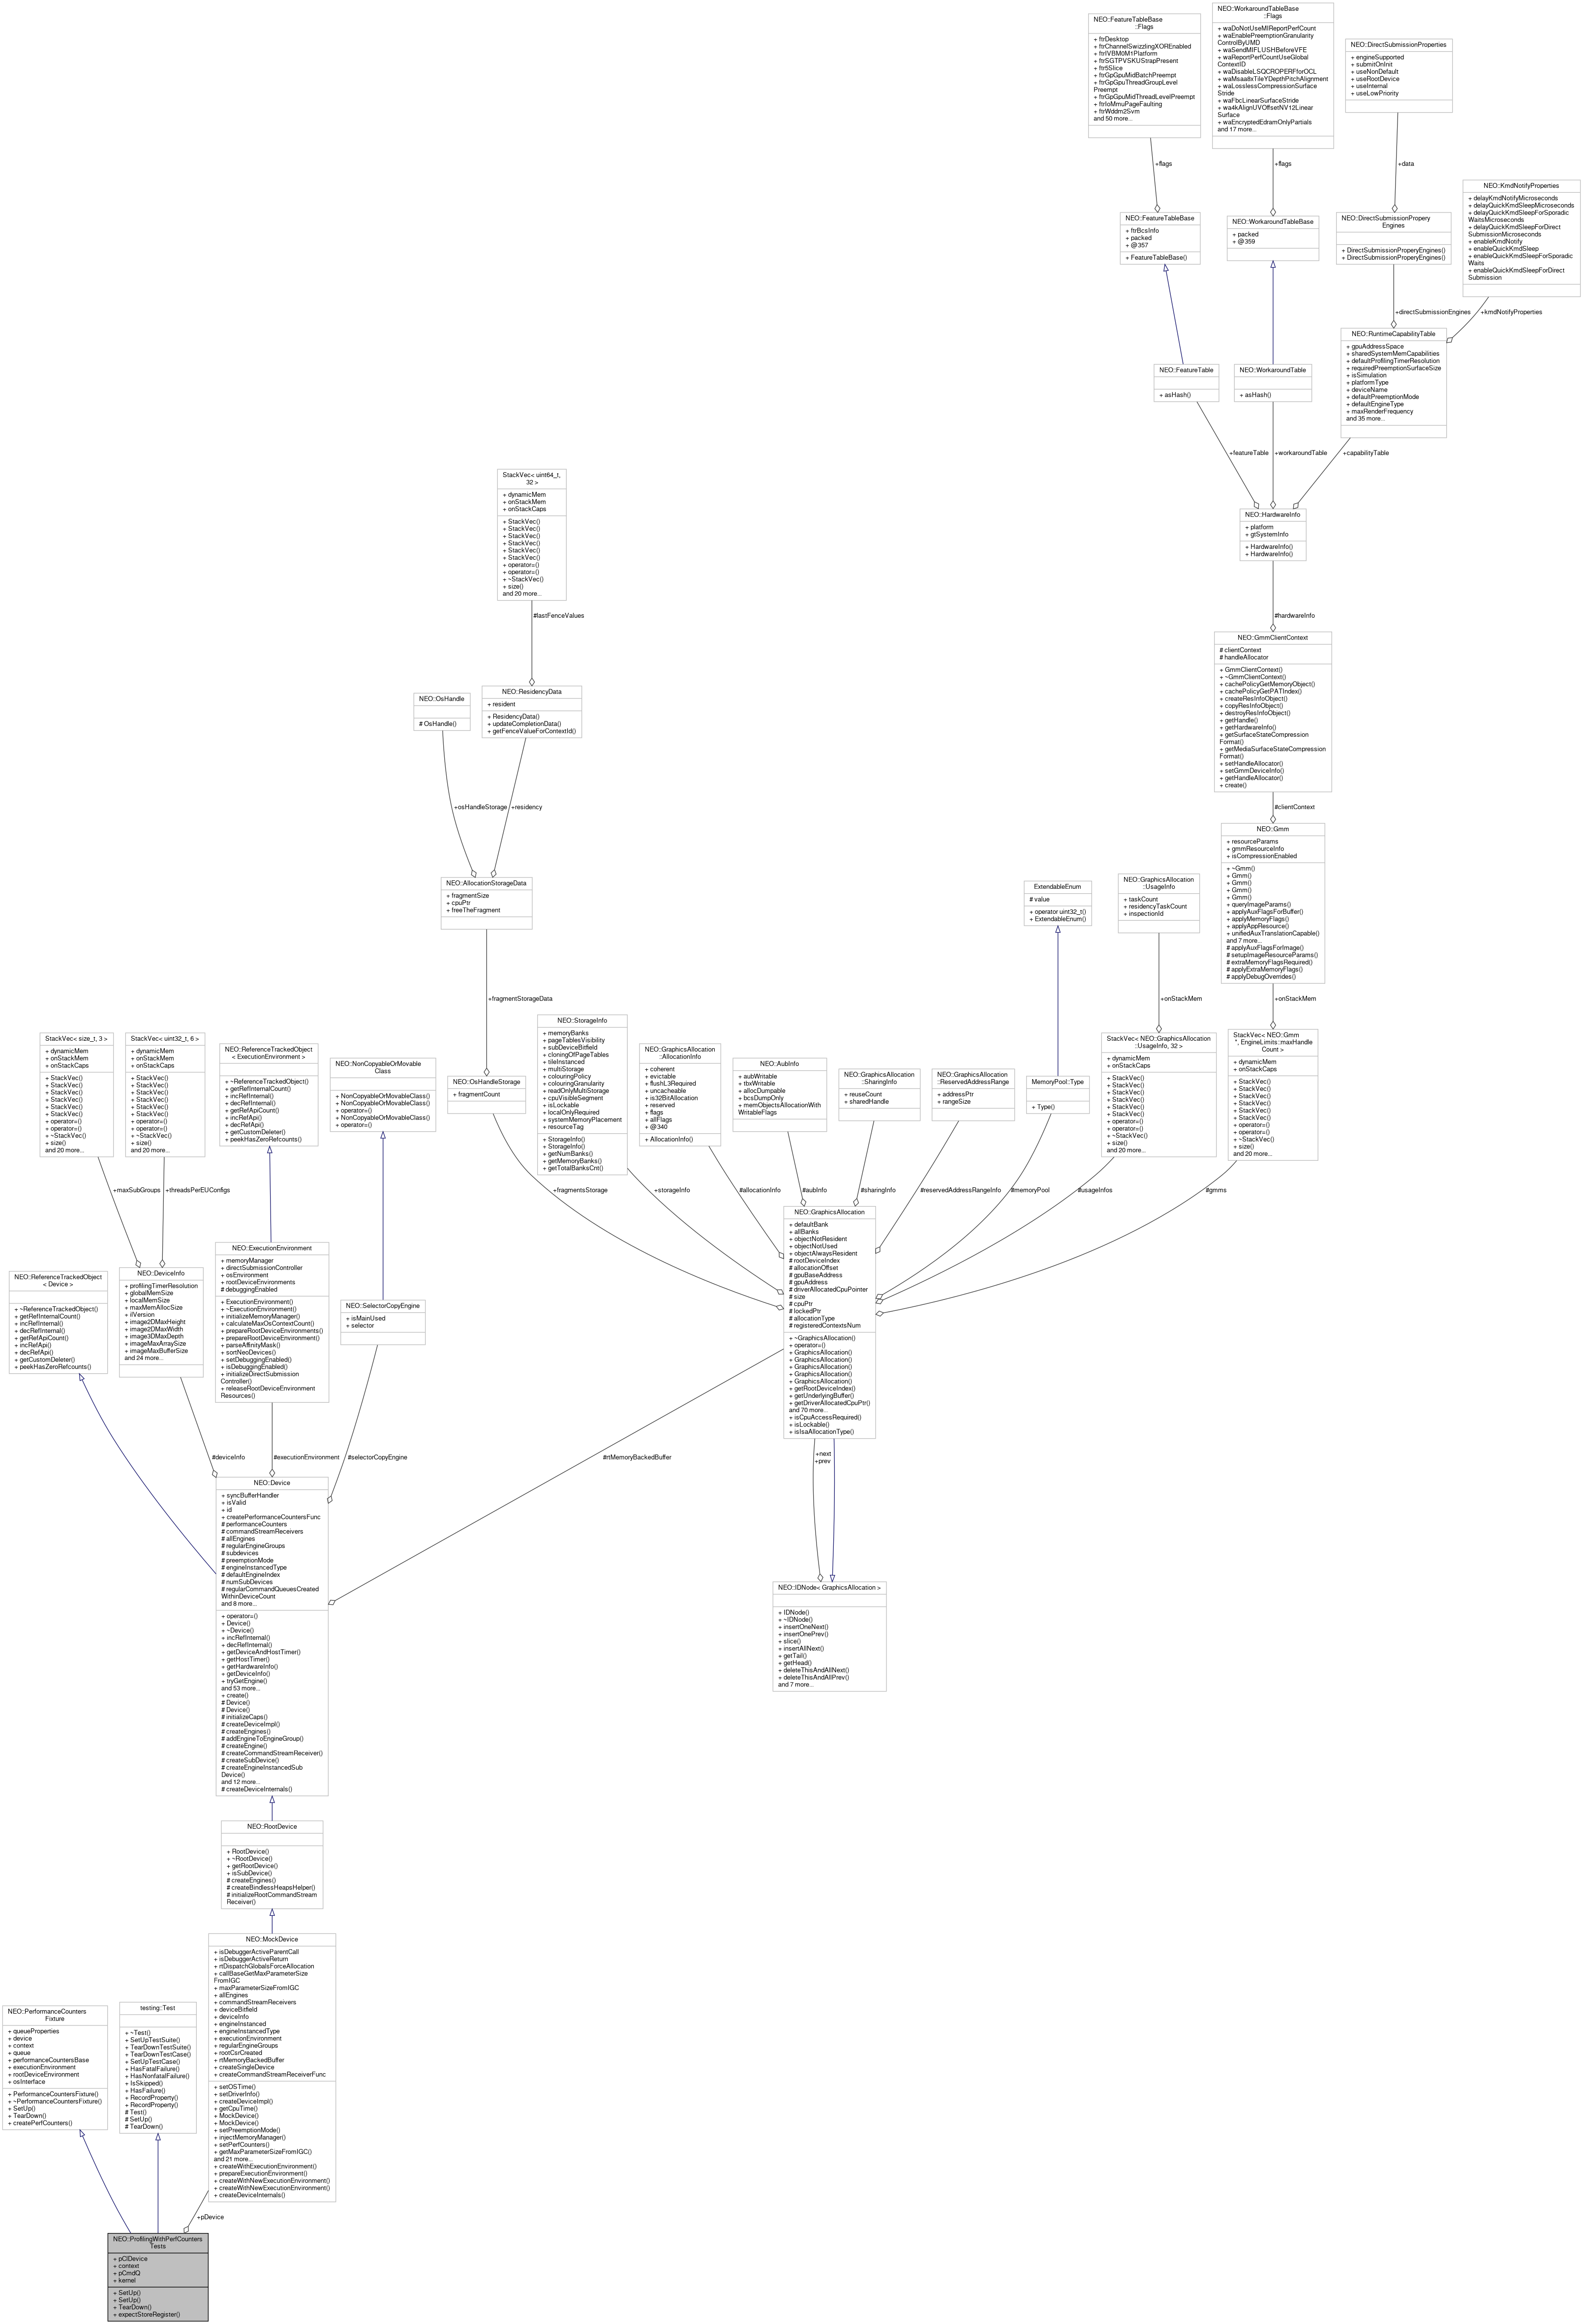 NEO::FeatureTableBase
::Flags
+ ftrDesktop
+ ftrChannelSwizzlingXOREnabled
+ ftrIVBM0M1Platform
+ ftrSGTPVSKUStrapPresent
+ ftr5Slice
+ ftrGpGpuMidBatchPreempt
+ ftrGpGpuThreadGroupLevel
Preempt
+ ftrGpGpuMidThreadLevelPreempt
+ ftrIoMmuPageFaulting
+ ftrWddm2Svm
and 50 more...
NEO::WorkaroundTableBase
::Flags
+ waDoNotUseMIReportPerfCount
+ waEnablePreemptionGranularity
ControlByUMD
+ waSendMIFLUSHBeforeVFE
+ waReportPerfCountUseGlobal
ContextID
+ waDisableLSQCROPERFforOCL
+ waMsaa8xTileYDepthPitchAlignment
+ waLosslessCompressionSurface
Stride
+ waFbcLinearSurfaceStride
+ wa4kAlignUVOffsetNV12Linear
Surface
+ waEncryptedEdramOnlyPartials
and 17 more...
NEO::DirectSubmissionProperties
+ engineSupported
+ submitOnInit
+ useNonDefault
+ useRootDevice
+ useInternal
+ useLowPriority
+flags
+flags
+data
NEO::KmdNotifyProperties
+ delayKmdNotifyMicroseconds
+ delayQuickKmdSleepMicroseconds
+ delayQuickKmdSleepForSporadic
WaitsMicroseconds
+ delayQuickKmdSleepForDirect
SubmissionMicroseconds
+ enableKmdNotify
+ enableQuickKmdSleep
+ enableQuickKmdSleepForSporadic
Waits
+ enableQuickKmdSleepForDirect
Submission
NEO::FeatureTableBase
+ ftrBcsInfo
+ packed
+ @357
+ FeatureTableBase()
NEO::WorkaroundTableBase
+ packed
+ @359
NEO::DirectSubmissionPropery
Engines
+ DirectSubmissionProperyEngines()
+ DirectSubmissionProperyEngines()
+directSubmissionEngines
+kmdNotifyProperties
NEO::FeatureTable
+ asHash()
NEO::WorkaroundTable
+ asHash()
NEO::RuntimeCapabilityTable
+ gpuAddressSpace
+ sharedSystemMemCapabilities
+ defaultProfilingTimerResolution
+ requiredPreemptionSurfaceSize
+ isSimulation
+ platformType
+ deviceName
+ defaultPreemptionMode
+ defaultEngineType
+ maxRenderFrequency
and 35 more...
+featureTable
+workaroundTable
+capabilityTable
NEO::HardwareInfo
+ platform
+ gtSystemInfo
+ HardwareInfo()
+ HardwareInfo()
StackVec< uint64_t,
32 >
+ dynamicMem
+ onStackMem
+ onStackCaps
+ StackVec()
+ StackVec()
+ StackVec()
+ StackVec()
+ StackVec()
+ StackVec()
+ operator=()
+ operator=()
+ ~StackVec()
+ size()
and 20 more...
#lastFenceValues
#hardwareInfo
NEO::GmmClientContext
# clientContext
# handleAllocator
+ GmmClientContext()
+ ~GmmClientContext()
+ cachePolicyGetMemoryObject()
+ cachePolicyGetPATIndex()
+ createResInfoObject()
+ copyResInfoObject()
+ destroyResInfoObject()
+ getHandle()
+ getHardwareInfo()
+ getSurfaceStateCompression
Format()
+ getMediaSurfaceStateCompression
Format()
+ setHandleAllocator()
+ setGmmDeviceInfo()
+ getHandleAllocator()
+ create()
NEO::OsHandle
# OsHandle()
NEO::ResidencyData
+ resident
+ ResidencyData()
+ updateCompletionData()
+ getFenceValueForContextId()
+osHandleStorage
+residency
#clientContext
NEO::Gmm
+ resourceParams
+ gmmResourceInfo
+ isCompressionEnabled
+ ~Gmm()
+ Gmm()
+ Gmm()
+ Gmm()
+ Gmm()
+ queryImageParams()
+ applyAuxFlagsForBuffer()
+ applyMemoryFlags()
+ applyAppResource()
+ unifiedAuxTranslationCapable()
and 7 more...
# applyAuxFlagsForImage()
# setupImageResourceParams()
# extraMemoryFlagsRequired()
# applyExtraMemoryFlags()
# applyDebugOverrides()
NEO::AllocationStorageData
+ fragmentSize
+ cpuPtr
+ freeTheFragment
ExtendableEnum
# value
+ operator uint32_t()
+ ExtendableEnum()
NEO::GraphicsAllocation
::UsageInfo
+ taskCount
+ residencyTaskCount
+ inspectionId
+fragmentStorageData
+onStackMem
+onStackMem
StackVec< size_t, 3 >
+ dynamicMem
+ onStackMem
+ onStackCaps
+ StackVec()
+ StackVec()
+ StackVec()
+ StackVec()
+ StackVec()
+ StackVec()
+ operator=()
+ operator=()
+ ~StackVec()
+ size()
and 20 more...
StackVec< uint32_t, 6 >
+ dynamicMem
+ onStackMem
+ onStackCaps
+ StackVec()
+ StackVec()
+ StackVec()
+ StackVec()
+ StackVec()
+ StackVec()
+ operator=()
+ operator=()
+ ~StackVec()
+ size()
and 20 more...
NEO::ReferenceTrackedObject
< ExecutionEnvironment >
+ ~ReferenceTrackedObject()
+ getRefInternalCount()
+ incRefInternal()
+ decRefInternal()
+ getRefApiCount()
+ incRefApi()
+ decRefApi()
+ getCustomDeleter()
+ peekHasZeroRefcounts()
NEO::NonCopyableOrMovable
Class
+ NonCopyableOrMovableClass()
+ NonCopyableOrMovableClass()
+ operator=()
+ NonCopyableOrMovableClass()
+ operator=()
NEO::OsHandleStorage
+ fragmentCount
NEO::StorageInfo
+ memoryBanks
+ pageTablesVisibility
+ subDeviceBitfield
+ cloningOfPageTables
+ tileInstanced
+ multiStorage
+ colouringPolicy
+ colouringGranularity
+ readOnlyMultiStorage
+ cpuVisibleSegment
+ isLockable
+ localOnlyRequired
+ systemMemoryPlacement
+ resourceTag
+ StorageInfo()
+ StorageInfo()
+ getNumBanks()
+ getMemoryBanks()
+ getTotalBanksCnt()
NEO::GraphicsAllocation
::AllocationInfo
+ coherent
+ evictable
+ flushL3Required
+ uncacheable
+ is32BitAllocation
+ reserved
+ flags
+ allFlags
+ @340
+ AllocationInfo()
NEO::AubInfo
+ aubWritable
+ tbxWritable
+ allocDumpable
+ bcsDumpOnly
+ memObjectsAllocationWith
WritableFlags
NEO::GraphicsAllocation
::SharingInfo
+ reuseCount
+ sharedHandle
NEO::GraphicsAllocation
::ReservedAddressRange
+ addressPtr
+ rangeSize
MemoryPool::Type
+ Type()
StackVec< NEO::GraphicsAllocation
::UsageInfo, 32 >
+ dynamicMem
+ onStackCaps
+ StackVec()
+ StackVec()
+ StackVec()
+ StackVec()
+ StackVec()
+ StackVec()
+ operator=()
+ operator=()
+ ~StackVec()
+ size()
and 20 more...
StackVec< NEO::Gmm
*, EngineLimits::maxHandle
Count >
+ dynamicMem
+ onStackCaps
+ StackVec()
+ StackVec()
+ StackVec()
+ StackVec()
+ StackVec()
+ StackVec()
+ operator=()
+ operator=()
+ ~StackVec()
+ size()
and 20 more...
+maxSubGroups
+threadsPerEUConfigs
+fragmentsStorage
+storageInfo
#allocationInfo
#aubInfo
#sharingInfo
#reservedAddressRangeInfo
#memoryPool
#usageInfos
#gmms
NEO::ReferenceTrackedObject
< Device >
+ ~ReferenceTrackedObject()
+ getRefInternalCount()
+ incRefInternal()
+ decRefInternal()
+ getRefApiCount()
+ incRefApi()
+ decRefApi()
+ getCustomDeleter()
+ peekHasZeroRefcounts()
NEO::DeviceInfo
+ profilingTimerResolution
+ globalMemSize
+ localMemSize
+ maxMemAllocSize
+ ilVersion
+ image2DMaxHeight
+ image2DMaxWidth
+ image3DMaxDepth
+ imageMaxArraySize
+ imageMaxBufferSize
and 24 more...
NEO::ExecutionEnvironment
+ memoryManager
+ directSubmissionController
+ osEnvironment
+ rootDeviceEnvironments
# debuggingEnabled
+ ExecutionEnvironment()
+ ~ExecutionEnvironment()
+ initializeMemoryManager()
+ calculateMaxOsContextCount()
+ prepareRootDeviceEnvironments()
+ prepareRootDeviceEnvironment()
+ parseAffinityMask()
+ sortNeoDevices()
+ setDebuggingEnabled()
+ isDebuggingEnabled()
+ initializeDirectSubmission
Controller()
+ releaseRootDeviceEnvironment
Resources()
NEO::SelectorCopyEngine
+ isMainUsed
+ selector
NEO::GraphicsAllocation
+ defaultBank
+ allBanks
+ objectNotResident
+ objectNotUsed
+ objectAlwaysResident
# rootDeviceIndex
# allocationOffset
# gpuBaseAddress
# gpuAddress
# driverAllocatedCpuPointer
# size
# cpuPtr
# lockedPtr
# allocationType
# registeredContextsNum
+ ~GraphicsAllocation()
+ operator=()
+ GraphicsAllocation()
+ GraphicsAllocation()
+ GraphicsAllocation()
+ GraphicsAllocation()
+ GraphicsAllocation()
+ getRootDeviceIndex()
+ getUnderlyingBuffer()
+ getDriverAllocatedCpuPtr()
and 70 more...
+ isCpuAccessRequired()
+ isLockable()
+ isIsaAllocationType()
#deviceInfo
#executionEnvironment
#selectorCopyEngine
#rtMemoryBackedBuffer
+next
+prev
NEO::Device
+ syncBufferHandler
+ isValid
+ id
+ createPerformanceCountersFunc
# performanceCounters
# commandStreamReceivers
# allEngines
# regularEngineGroups
# subdevices
# preemptionMode
# engineInstancedType
# defaultEngineIndex
# numSubDevices
# regularCommandQueuesCreated
WithinDeviceCount
and 8 more...
+ operator=()
+ Device()
+ ~Device()
+ incRefInternal()
+ decRefInternal()
+ getDeviceAndHostTimer()
+ getHostTimer()
+ getHardwareInfo()
+ getDeviceInfo()
+ tryGetEngine()
and 53 more...
+ create()
# Device()
# Device()
# initializeCaps()
# createDeviceImpl()
# createEngines()
# addEngineToEngineGroup()
# createEngine()
# createCommandStreamReceiver()
# createSubDevice()
# createEngineInstancedSub
Device()
and 12 more...
# createDeviceInternals()
NEO::IDNode< GraphicsAllocation >
+ IDNode()
+ ~IDNode()
+ insertOneNext()
+ insertOnePrev()
+ slice()
+ insertAllNext()
+ getTail()
+ getHead()
+ deleteThisAndAllNext()
+ deleteThisAndAllPrev()
and 7 more...
NEO::RootDevice
+ RootDevice()
+ ~RootDevice()
+ getRootDevice()
+ isSubDevice()
# createEngines()
# createBindlessHeapsHelper()
# initializeRootCommandStream
Receiver()
NEO::MockDevice
+ isDebuggerActiveParentCall
+ isDebuggerActiveReturn
+ rtDispatchGlobalsForceAllocation
+ callBaseGetMaxParameterSize
FromIGC
+ maxParameterSizeFromIGC
+ allEngines
+ commandStreamReceivers
+ deviceBitfield
+ deviceInfo
+ engineInstanced
+ engineInstancedType
+ executionEnvironment
+ regularEngineGroups
+ rootCsrCreated
+ rtMemoryBackedBuffer
+ createSingleDevice
+ createCommandStreamReceiverFunc
+ setOSTime()
+ setDriverInfo()
+ createDeviceImpl()
+ getCpuTime()
+ MockDevice()
+ MockDevice()
+ setPreemptionMode()
+ injectMemoryManager()
+ setPerfCounters()
+ getMaxParameterSizeFromIGC()
and 21 more...
+ createWithExecutionEnvironment()
+ prepareExecutionEnvironment()
+ createWithNewExecutionEnvironment()
+ createWithNewExecutionEnvironment()
+ createDeviceInternals()
NEO::PerformanceCounters
Fixture
+ queueProperties
+ device
+ context
+ queue
+ performanceCountersBase
+ executionEnvironment
+ rootDeviceEnvironment
+ osInterface
+ PerformanceCountersFixture()
+ ~PerformanceCountersFixture()
+ SetUp()
+ TearDown()
+ createPerfCounters()
testing::Test
+ ~Test()
+ SetUpTestSuite()
+ TearDownTestSuite()
+ TearDownTestCase()
+ SetUpTestCase()
+ HasFatalFailure()
+ HasNonfatalFailure()
+ IsSkipped()
+ HasFailure()
+ RecordProperty()
+ RecordProperty()
# Test()
# SetUp()
# TearDown()
+pDevice
NEO::ProfilingWithPerfCounters
Tests
+ pClDevice
+ context
+ pCmdQ
+ kernel
+ SetUp()
+ SetUp()
+ TearDown()
+ expectStoreRegister()